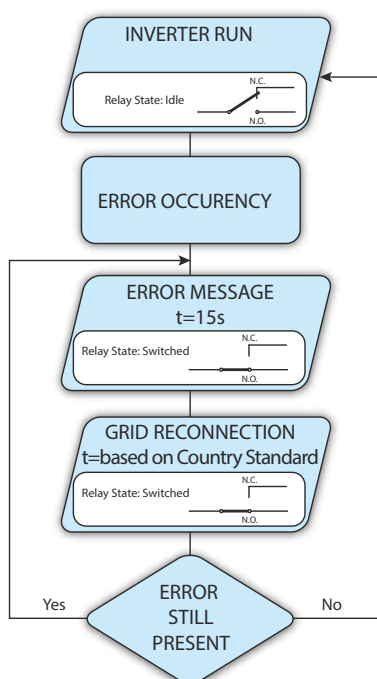 INVERTER RUN
N.C.
Relay State: Idle
N.O.
ERROR OCCURENCY
ERROR MESSAGE
t=15s
N.C.
Relay State: Switched
N.O.
GRID RECONNECTION
t=based on Country Standard
N.C.
Relay State: Switched
N.O.
Yes
ERROR
STILL
PRESENT
No